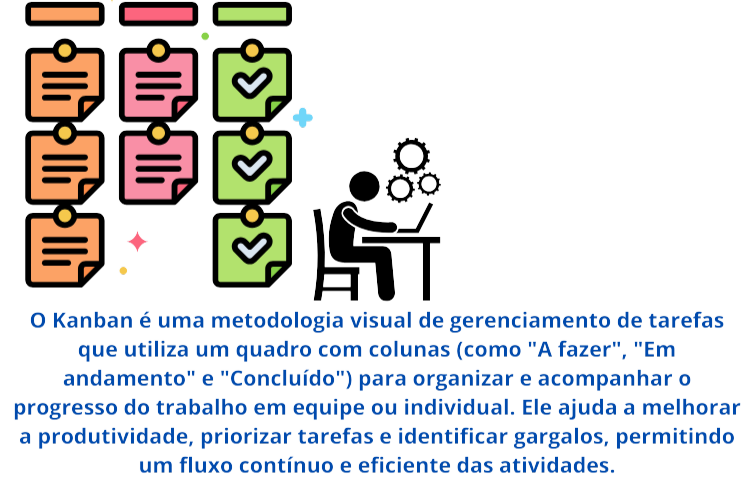 O Kanban é uma metodologia visual de gerenciamento de tarefas
que utiliza um quadro com colunas (como "A fazer", "Em
andamento" e "Concluído") para organizar e acompanhar o
progresso do trabalho em equipe ou individual. Ele ajuda a melhorar
a produtividade, priorizar tarefas e identificar gargalos, permitindo
um fluxo contínuo e eficiente das atividades.